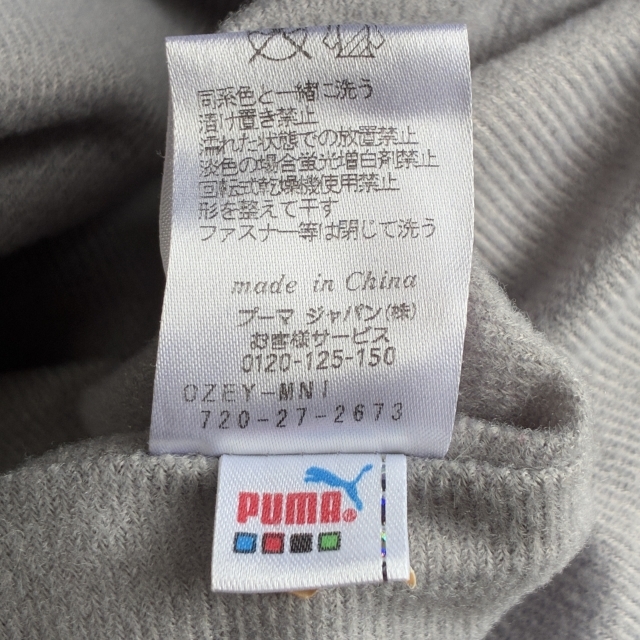 同系色と一緒に洗う
漬け置き禁止
濡れた状態での放置禁止
淡色の場合蛍光増白剤禁止
回転式乾燥機使用禁止
形を整えて干す
ファスナー等は閉じて洗う
made in China
プーマ ジャパン(株)
お客様サービス
0120-125-150
OZEY-MNI
720-27-2673
PUMA®